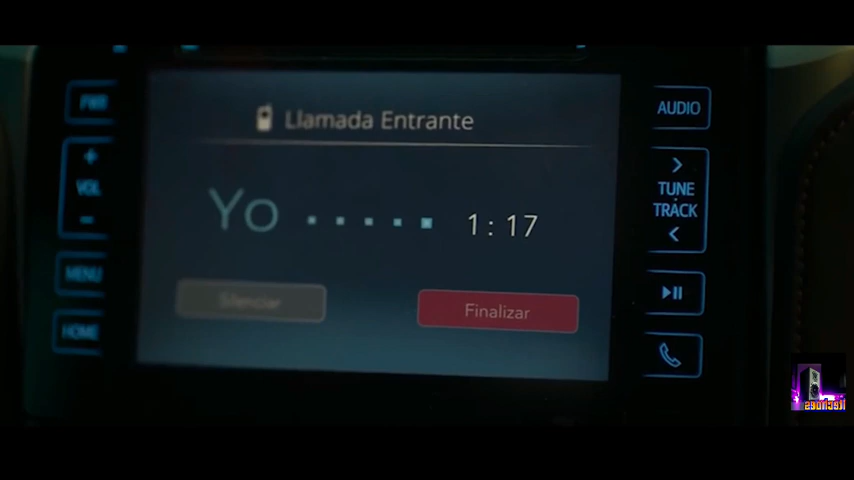 Llamada Entrante
Yo ..... 1:17
Silenciar
Finalizar
PWR
+
VOL
-
MENU
HOME
AUDIO
>
TUNE
TRACK
<